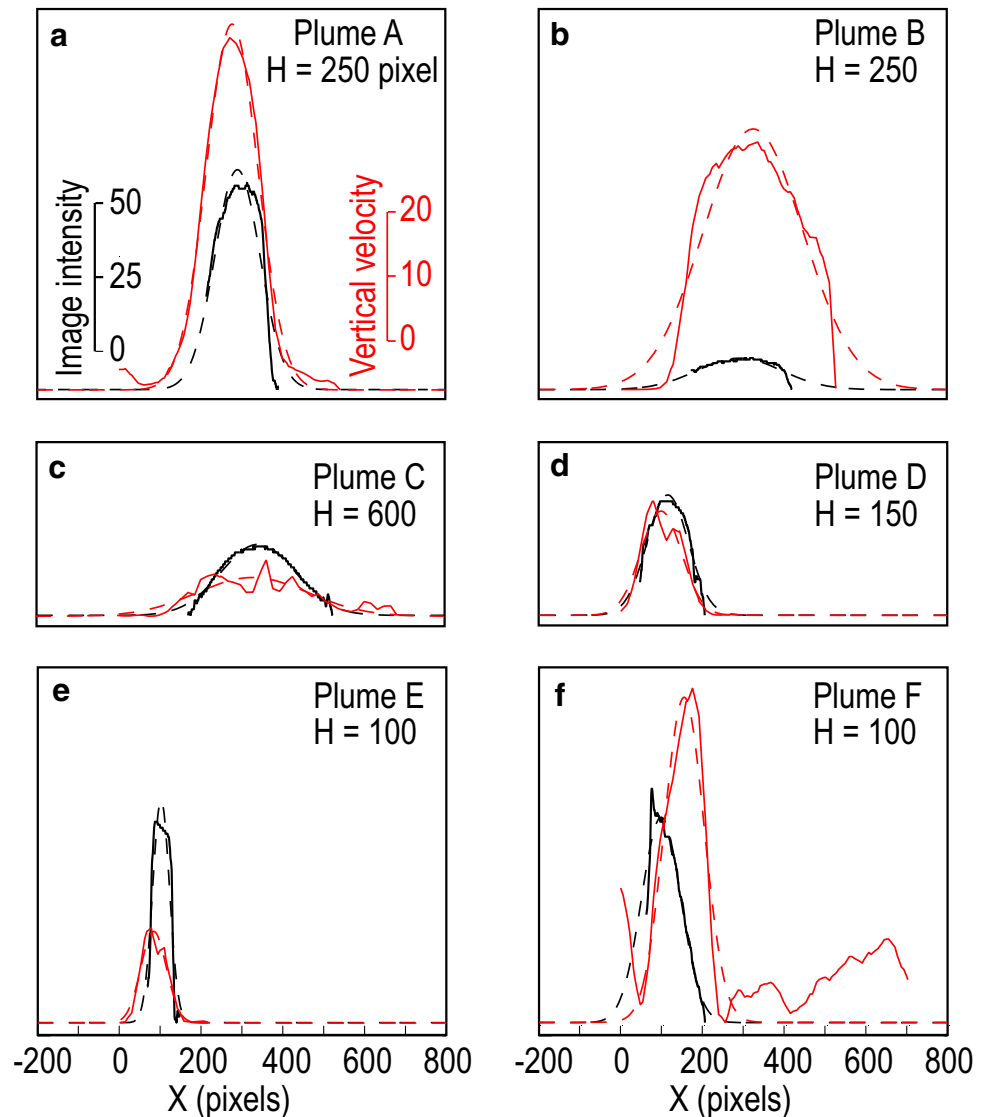 a
Plume A
H = 250 pixel
Image intensity
50
25
0
Vertical velocity
20
10
0
b
Plume B
H = 250
c
Plume C
H = 600
d
Plume D
H = 150
e
Plume E
H = 100
f
Plume F
H = 100
-200 0 200 400 600 800
X (pixels)
-200 0 200 400 600 800
X (pixels)